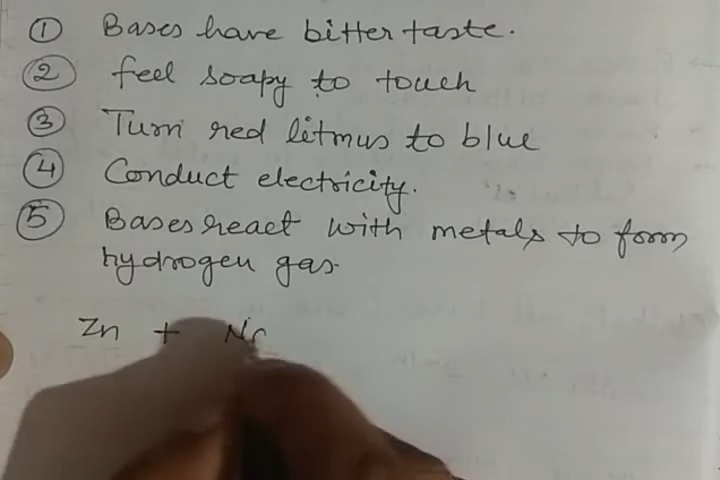 ① Bases have bitter taste.
② feel soapy to touch
③ Turn red litmus to blue
④ Conduct electricity.
⑤ Bases react with metals to form
hydrogen gas.
Zn + Na